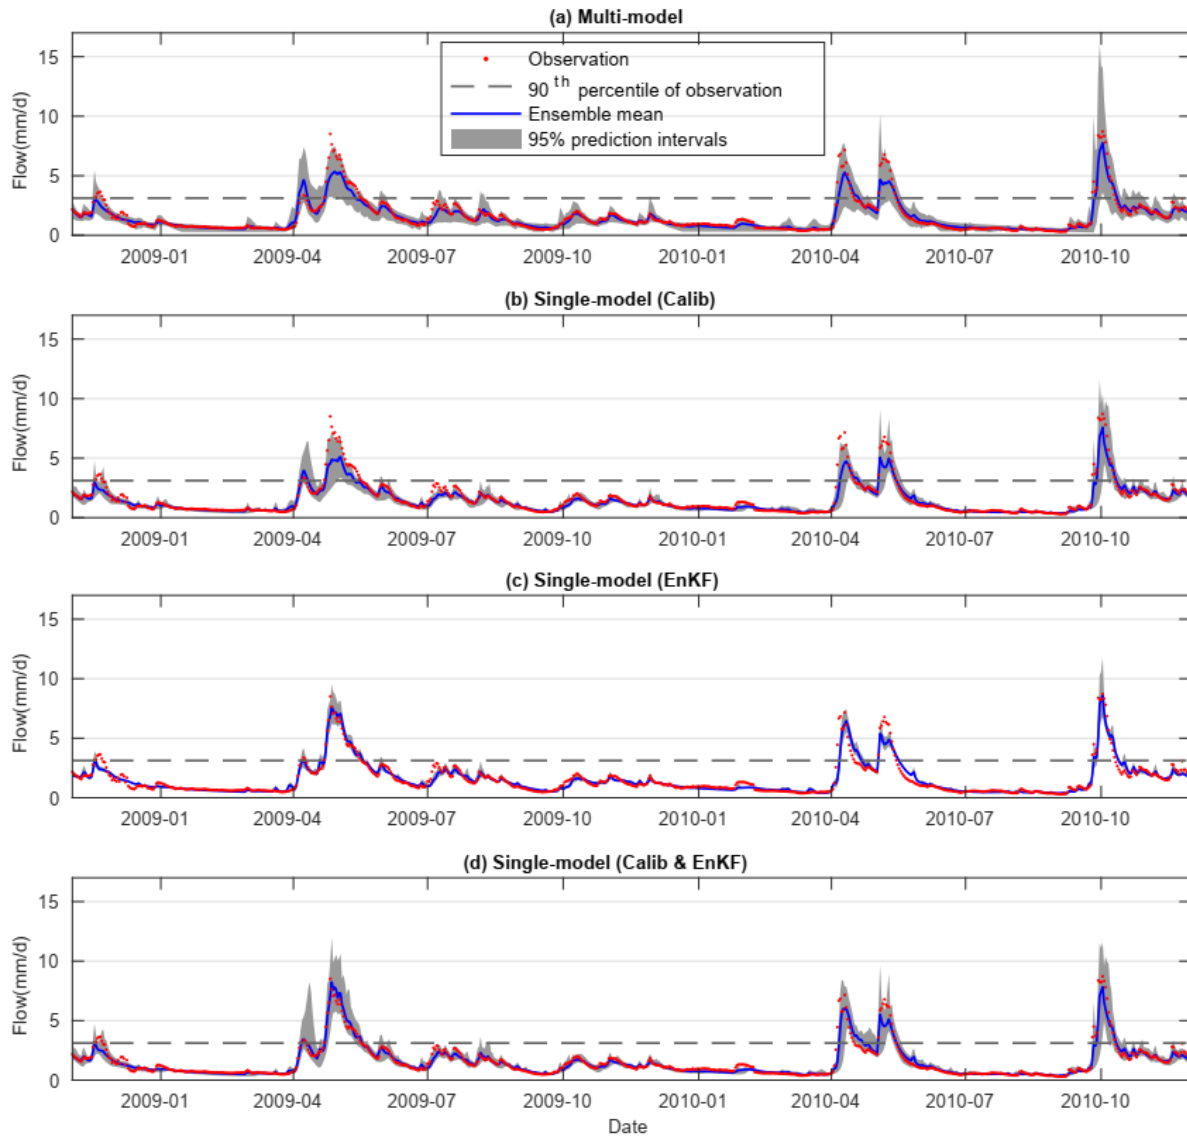 (a) Multi-model
Flow(mm/d)
15
10
5
0
Observation
90 th percentile of observation
Ensemble mean
95% prediction intervals
2009-01 2009-04 2009-07 2009-10 2010-01 2010-04 2010-07 2010-10
(b) Single-model (Calib)
Flow(mm/d)
15
10
5
0
2009-01 2009-04 2009-07 2009-10 2010-01 2010-04 2010-07 2010-10
(c) Single-model (EnKF)
Flow(mm/d)
15
10
5
0
2009-01 2009-04 2009-07 2009-10 2010-01 2010-04 2010-07 2010-10
(d) Single-model (Calib & EnKF)
Flow(mm/d)
15
10
5
0
2009-01 2009-04 2009-07 2009-10 2010-01 2010-04 2010-07 2010-10
Date